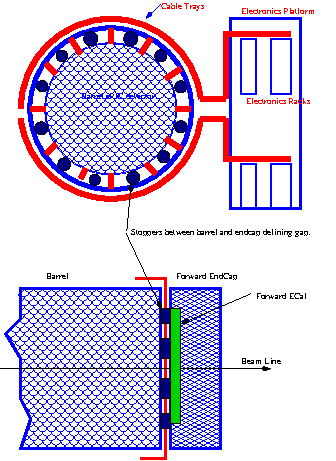 Cable Trays
Electronics Platform
Electronics Racks
Stoppers between barrel and endcap defining gap.
Barrel
Forward EndCap
Forward ECal
Beam Line